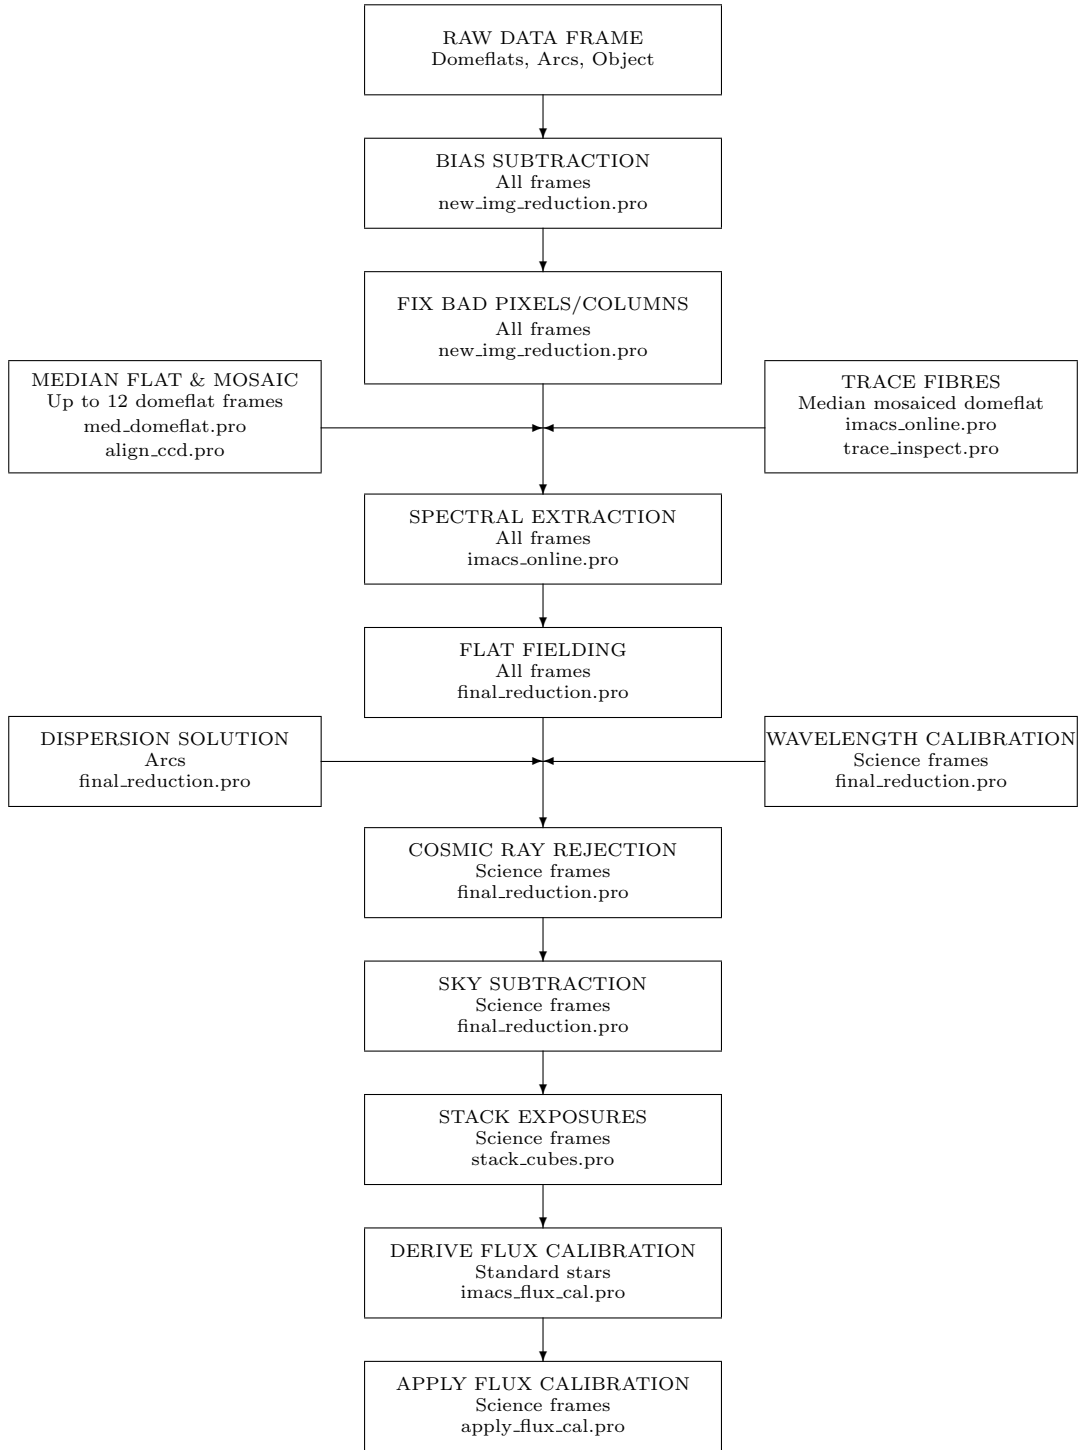 RAW DATA FRAME
Domeflats, Arcs, Object
BIAS SUBTRACTION
All frames
new_img_reduction.pro
FIX BAD PIXELS/COLUMNS
All frames
new_img_reduction.pro
MEDIAN FLAT & MOSAIC
Up to 12 domeflat frames
med_domeflat.pro
align_ccd.pro
TRACE FIBRES
Median mosaiced domeflat
imacs_online.pro
trace_inspect.pro
SPECTRAL EXTRACTION
All frames
imacs_online.pro
FLAT FIELDING
All frames
final_reduction.pro
DISPERSION SOLUTION
Arcs
final_reduction.pro
WAVELENGTH CALIBRATION
Science frames
final_reduction.pro
COSMIC RAY REJECTION
Science frames
final_reduction.pro
SKY SUBTRACTION
Science frames
final_reduction.pro
STACK EXPOSURES
Science frames
stack_cubes.pro
DERIVE FLUX CALIBRATION
Standard stars
imacs_flux_cal.pro
APPLY FLUX CALIBRATION
Science frames
apply_flux_cal.pro